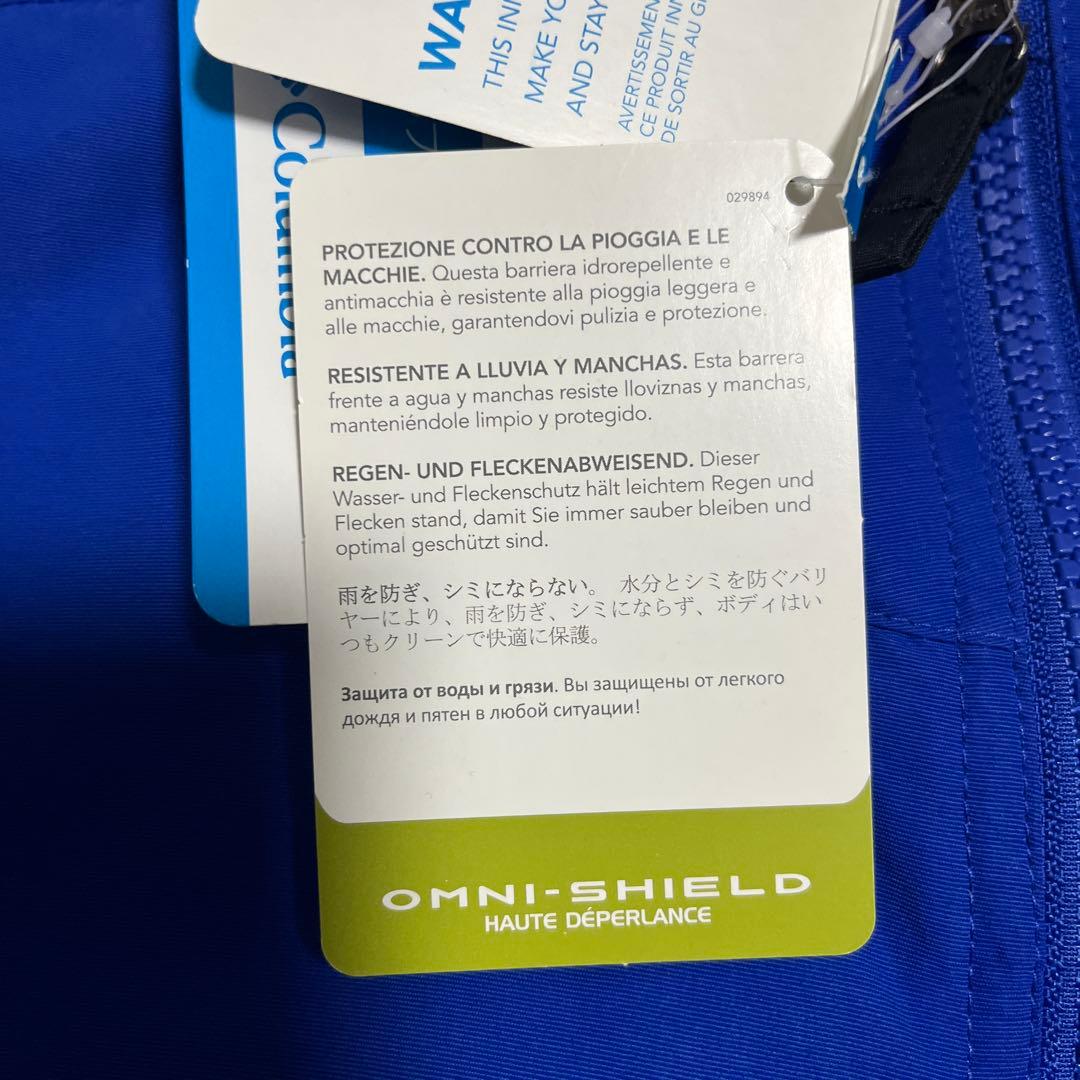 WA
THIS INN
MAKE YO
AND STAY
AVERTISSEMEN
CE PRODUIT INN
DE SORTIR AU GR
Columbia
029894
PROTEZIONE CONTRO LA PIOGGIA E LE
MACCHIE. Questa barriera idrorepellente e
antimacchia è resistente alla pioggia leggera e
alle macchie, garantendovi pulizia e protezione.
RESISTENTE A LLUVIA Y MANCHAS. Esta barrera
frente a agua y manchas resiste lloviznas y manchas,
manteniéndole limpio y protegido.
REGEN- UND FLECKENABWEISEND. Dieser
Wasser- und Fleckenschutz hält leichtem Regen und
Flecken stand, damit Sie immer sauber bleiben und
optimal geschützt sind.
雨を防ぎ、シミにならない。 水分とシミを防ぐバリ
ヤーにより、雨を防ぎ、シミにならず、ボディはい
つもクリーンで快適に保護。
Защита от воды и грязи. Вы защищены от легкого
дождя и пятен в любой ситуации!
OMNI-SHIELD
HAUTE DÉPERLANCE